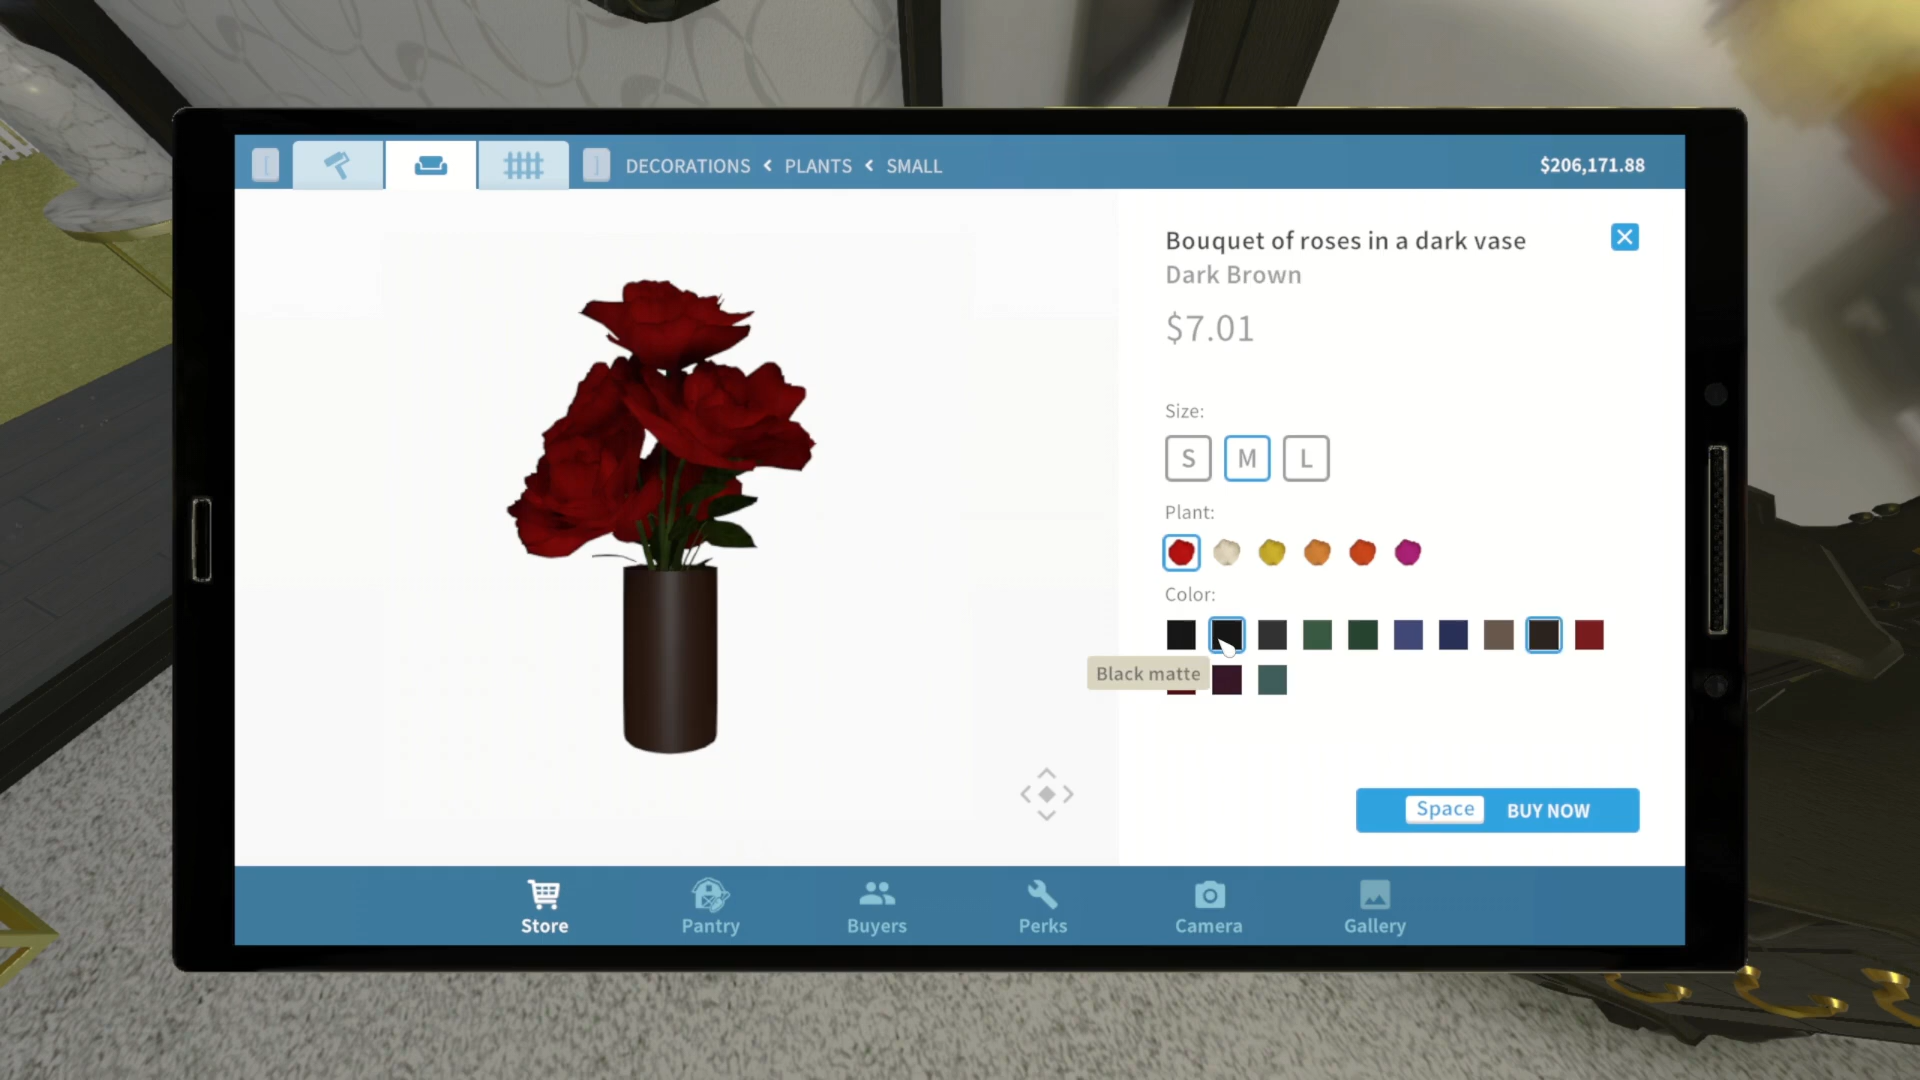 DECORATIONS < PLANTS < SMALL
$206,171.88
Bouquet of roses in a dark vase
Dark Brown
$7.01
Size:
S M L
Plant:
Color:
Black matte
Space BUY NOW
Store Pantry Buyers Perks Camera Gallery